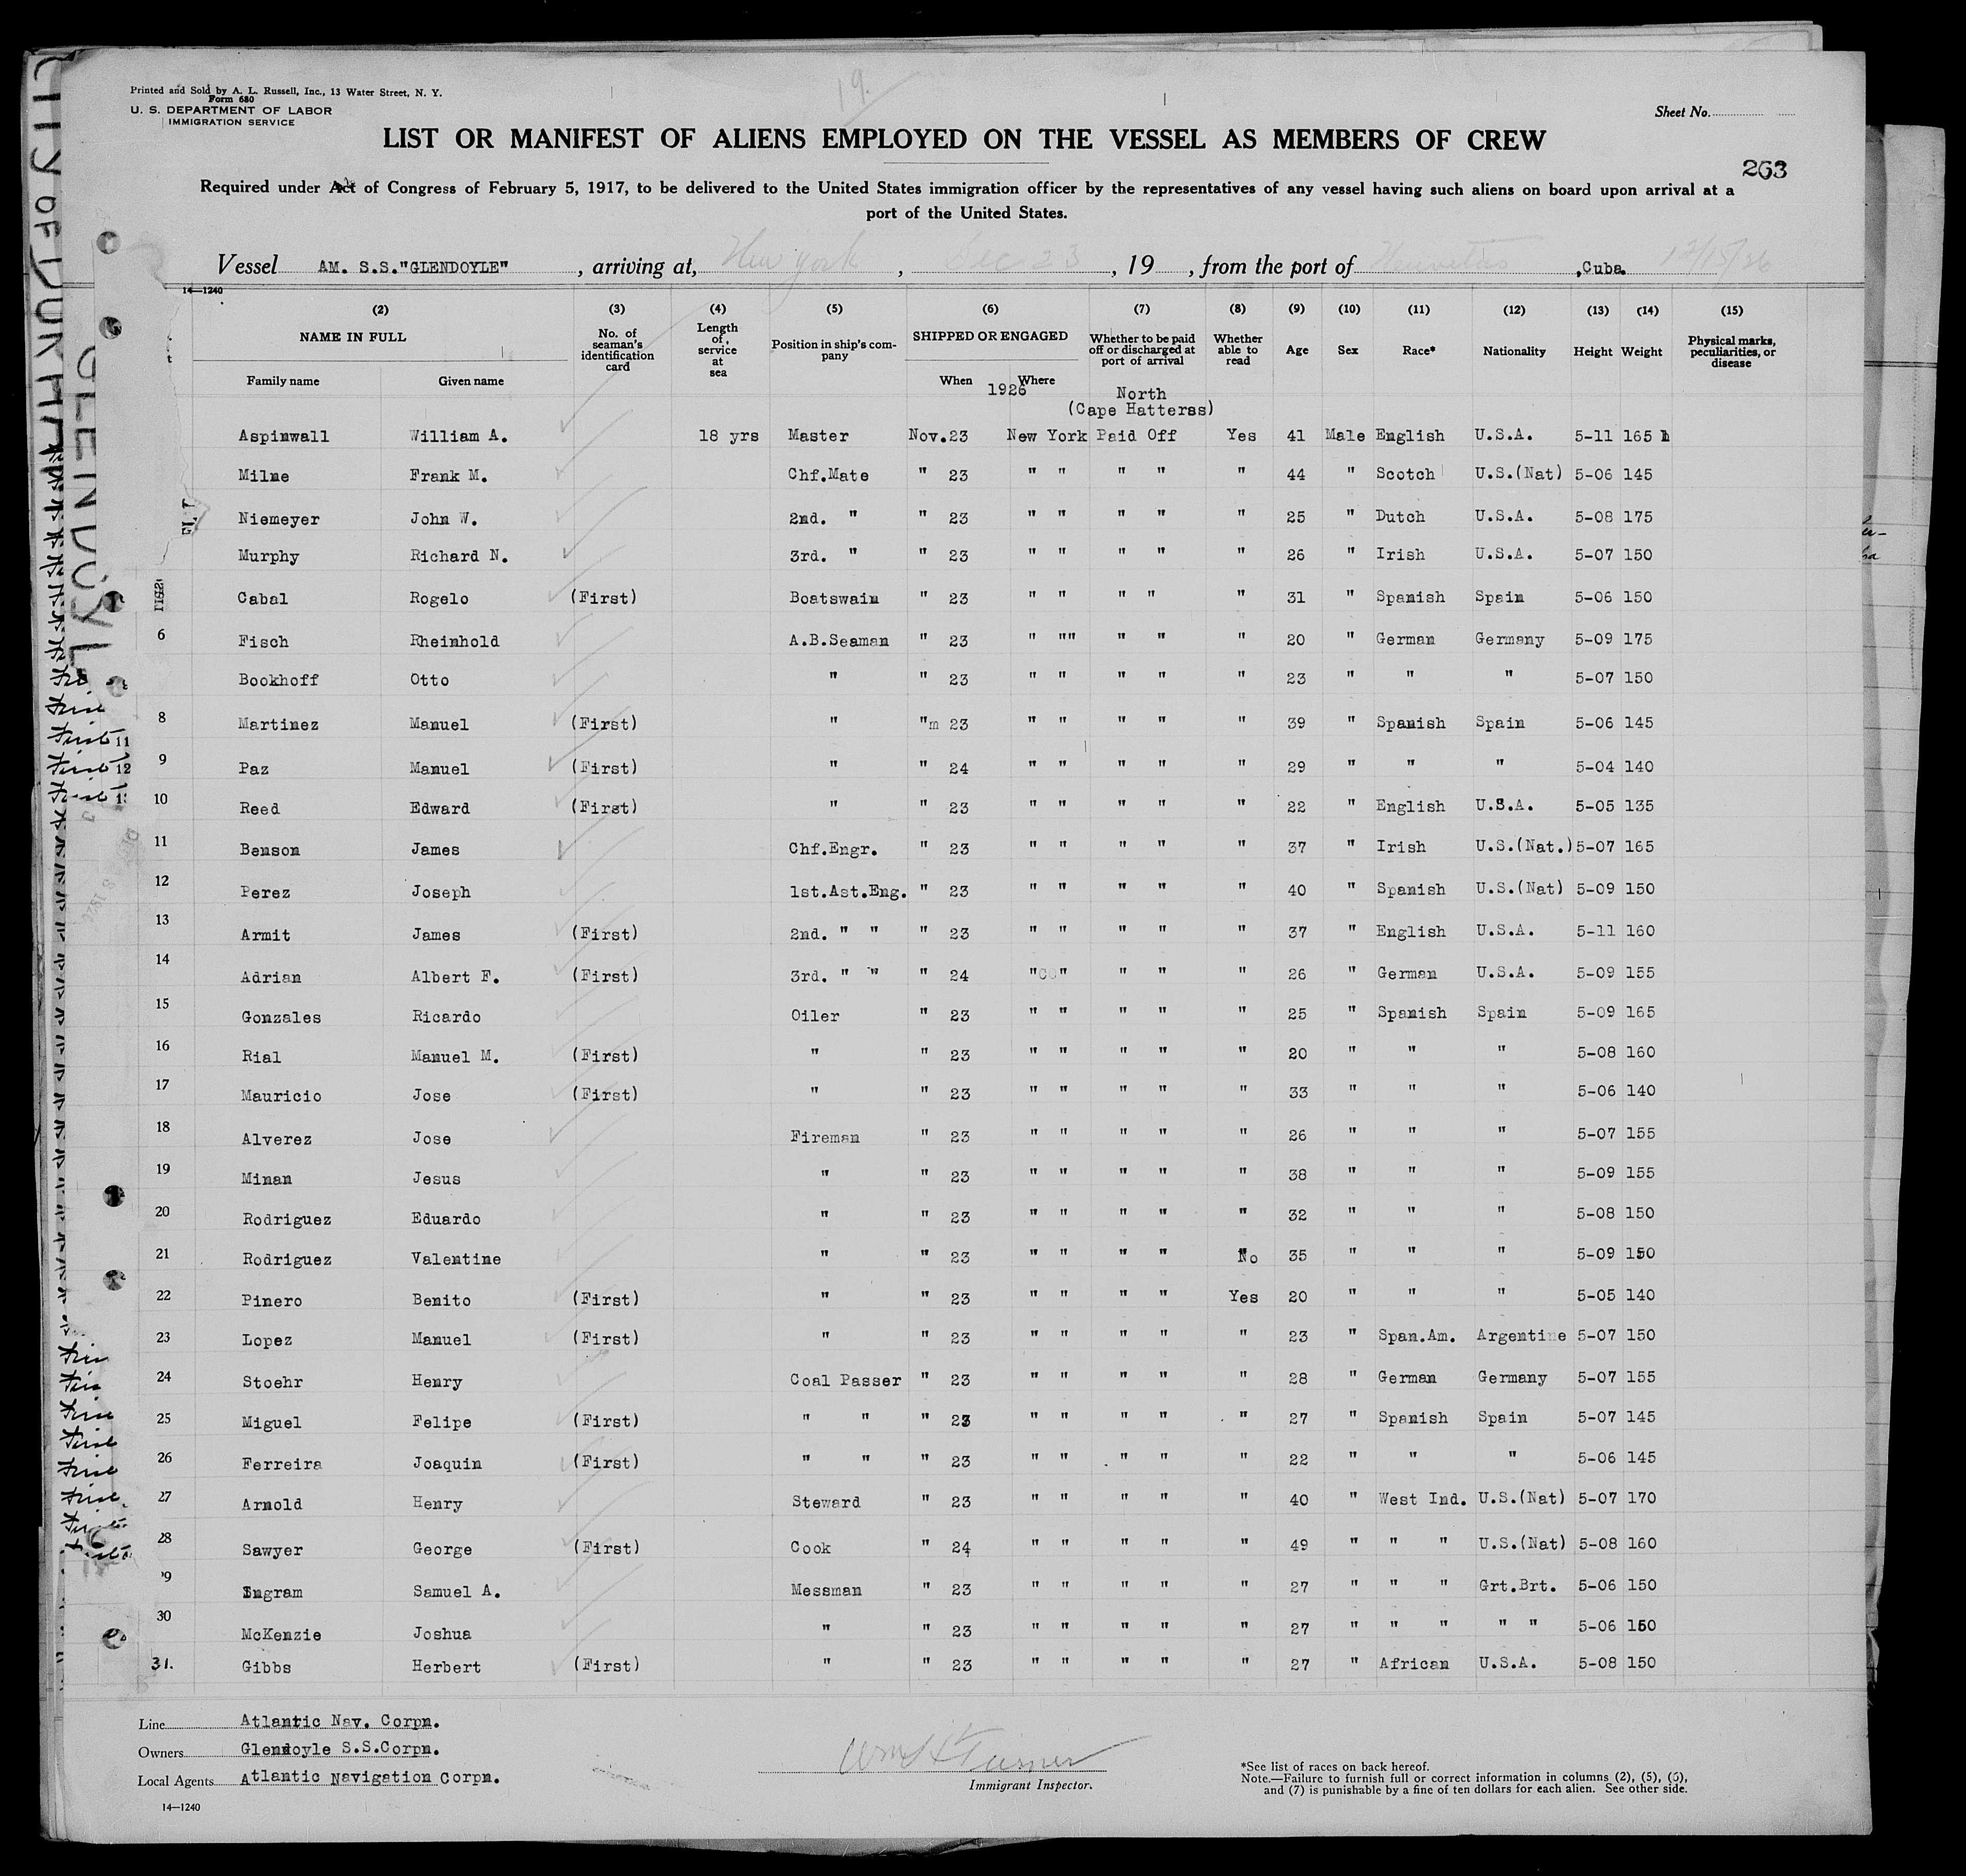 Printed and Sold by A. L. Russell, Inc., 13 Water Street, N. Y.
Form 680
U. S. DEPARTMENT OF LABOR
IMMIGRATION SERVICE
19.
Sheet No.
LIST OR MANIFEST OF ALIENS EMPLOYED ON THE VESSEL AS MEMBERS OF CREW
263
Required under Act of Congress of February 5, 1917, to be delivered to the United States immigration officer by the representatives of any vessel having such aliens on board upon arrival at a
port of the United States.
Vessel AM. S.S."GLENDOYLE" , arriving at, New York , Dec 23 , 19 , from the port of Nuevitas ,Cuba. 12/15/26
14—1240
(2) (3) (4) (5) (6) (7) (8) (9) (10) (11) (12) (13) (14) (15)
NAME IN FULL No. of seaman's identification card Length of service at sea Position in ship's company SHIPPED OR ENGAGED Whether to be paid off or discharged at port of arrival Whether able to read Age Sex Race* Nationality Height Weight Physical marks, peculiarities, or disease
Family name Given name When Where
1926 North
(Cape Hatterss)
Aspinwall William A. 18 yrs Master Nov.23 New York Paid Off Yes 41 Male English U.S.A. 5-11 165
Milne Frank M. Chf.Mate " 23 " " " " " 44 " Scotch U.S.(Nat) 5-06 145
Niemeyer John W. 2nd. " " 23 " " " " " 25 " Dutch U.S.A. 5-08 175
Murphy Richard N. 3rd. " " 23 " " " " " 26 " Irish U.S.A. 5-07 150
Cabal Rogelo (First) Boatswain " 23 " " " " " 31 " Spanish Spain 5-06 150
6 Fisch Rheinhold A.B.Seaman " 23 " "" " " " 20 " German Germany 5-09 175
Bookhoff Otto " " 23 " " " " " 23 " " " 5-07 150
8 Martinez Manuel (First) " "m 23 " " " " " 39 " Spanish Spain 5-06 145
9 Paz Manuel (First) " " 24 " " " " " 29 " " " 5-04 140
10 Reed Edward (First) " " 23 " " " " " 22 " English U.S.A. 5-05 135
11 Benson James Chf.Engr. " 23 " " " " " 37 " Irish U.S.(Nat.) 5-07 165
12 Perez Joseph 1st.Ast.Eng. " 23 " " " " " 40 " Spanish U.S.(Nat) 5-09 150
13 Armit James (First) 2nd. " " " 23 " " " " " 37 " English U.S.A. 5-11 160
14 Adrian Albert F. (First) 3rd. " " " 24 " " " " " 26 " German U.S.A. 5-09 155
15 Gonzales Ricardo Oiler " 23 " " " " " 25 " Spanish Spain 5-09 165
16 Rial Manuel M. (First) " " 23 " " " " " 20 " " " 5-08 160
17 Mauricio Jose (First) " " 23 " " " " " 33 " " " 5-06 140
18 Alverez Jose Fireman " 23 " " " " " 26 " " " 5-07 155
19 Minan Jesus " " 23 " " " " " 38 " " " 5-09 155
20 Rodriguez Eduardo " " 23 " " " " " 32 " " " 5-08 150
21 Rodriguez Valentine " " 23 " " " " No 35 " " " 5-09 150
22 Pinero Benito (First) " " 23 " " " " Yes 20 " " " 5-05 140
23 Lopez Manuel (First) " " 23 " " " " " 23 " Span.Am. Argentine 5-07 150
24 Stoehr Henry Coal Passer " 23 " " " " " 28 " German Germany 5-07 155
25 Miguel Felipe (First) " " " 23 " " " " " 27 " Spanish Spain 5-07 145
26 Ferreira Joaquin (First) " " " 23 " " " " " 22 " " " 5-06 145
27 Arnold Henry Steward " 23 " " " " " 40 " West Ind. U.S.(Nat) 5-07 170
28 Sawyer George (First) Cook " 24 " " " " " 49 " " " U.S.(Nat) 5-08 160
29 Ingram Samuel A. Messman " 23 " " " " " 27 " " " Grt.Brt. 5-06 150
30 McKenzie Joshua " " 23 " " " " " 27 " " " " " 5-06 150
31. Gibbs Herbert (First) " " 23 " " " " " 27 " African U.S.A. 5-08 150
Line Atlantic Nav. Corpn.
Owners Glendoyle S.S.Corpn.
Local Agents Atlantic Navigation Corpn.
14—1240
Wm H Turner
Immigrant Inspector.
*See list of races on back hereof.
Note.—Failure to furnish full or correct information in columns (2), (5), (6),
and (7) is punishable by a fine of ten dollars for each alien. See other side.
GLENDOYLE